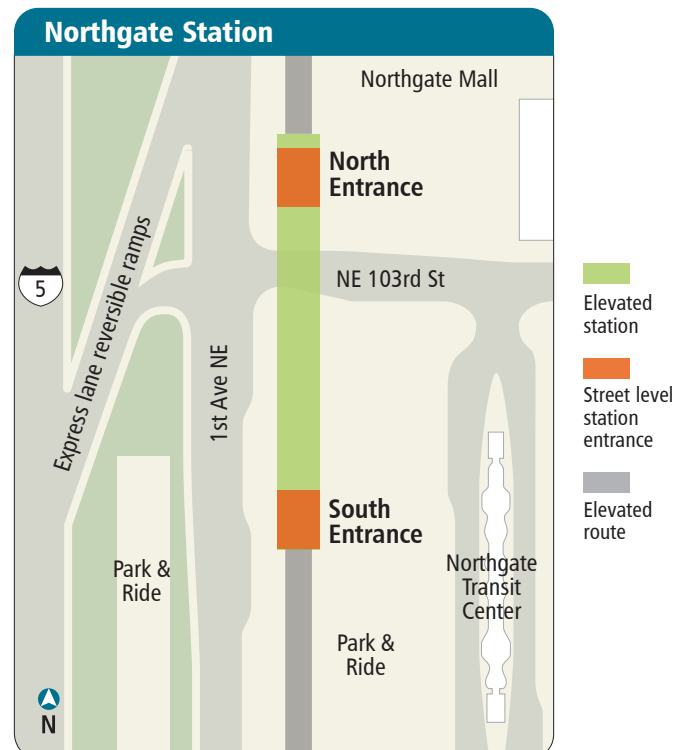 Northgate Station
Northgate Mall
North
Entrance
5
Express lane reversible ramps
NE 103rd St
1st Ave NE
South
Entrance
Park &
Ride
Northgate
Transit
Center
Park &
Ride
N
Elevated
station
Street level
station
entrance
Elevated
route